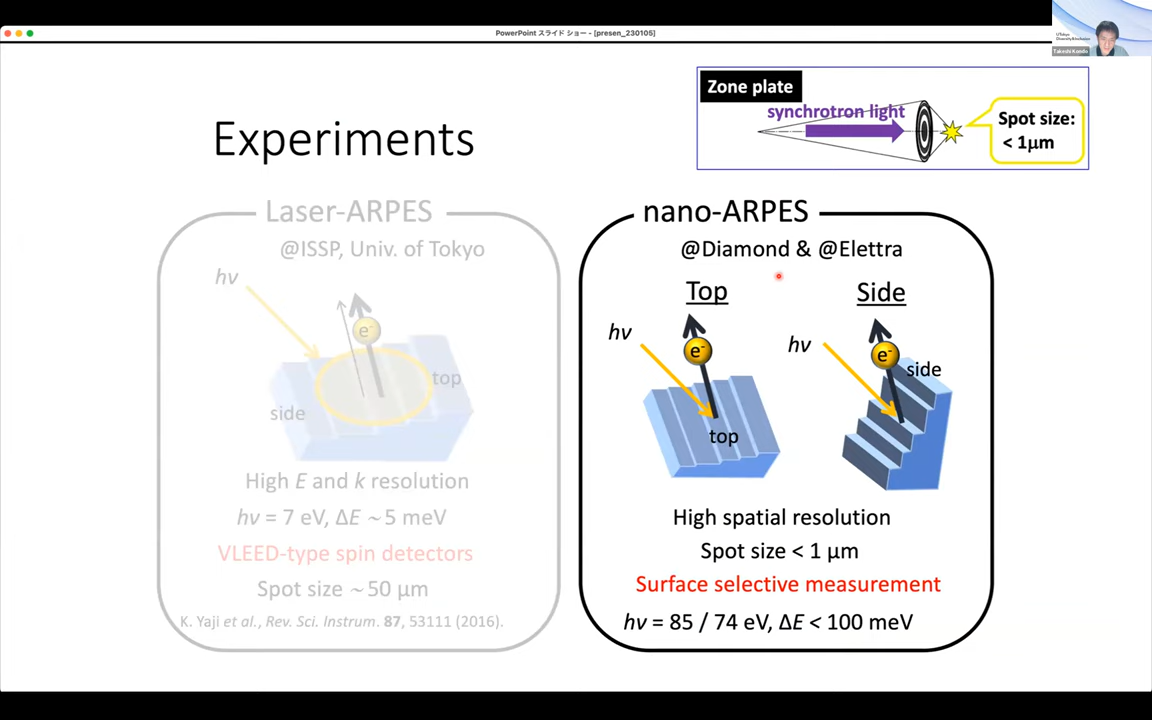 PowerPoint スライド ショー - [presen_230105]
Takeshi Kondo
Zone plate
synchrotron light
Spot size:
< 1μm
Experiments
Laser-ARPES
@ISSP, Univ. of Tokyo
hν
e-
top
side
High E and k resolution
hν = 7 eV, ΔE ~ 5 meV
VLEED-type spin detectors
Spot size ~ 50 μm
K. Yaji et al., Rev. Sci. Instrum. 87, 53111 (2016).
nano-ARPES
@Diamond & @Elettra
Top
Side
hν
e-
top
hν
e-
side
High spatial resolution
Spot size < 1 μm
Surface selective measurement
hν = 85 / 74 eV, ΔE < 100 meV